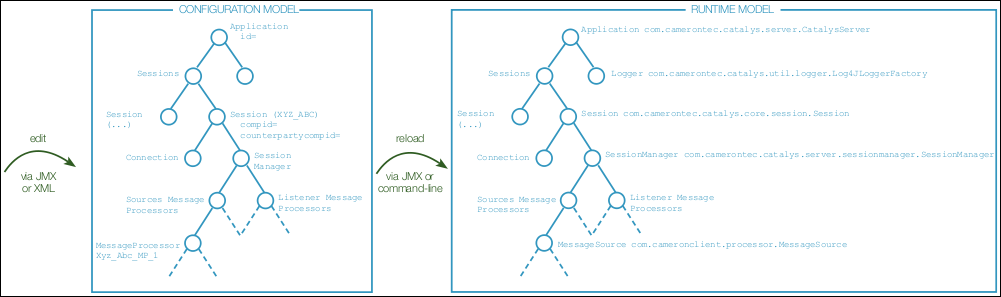 CONFIGURATION MODEL
Application
id=
Sessions
Session
(...)
Session (XYZ_ABC)
compid=
counterpartycompid=
Connection
Session
Manager
Sources Message
Processors
Listener Message
Processors
MessageProcessor
Xyz_Abc_MP_1
edit
via JMX
or XML
reload
via JMX or
command-line
RUNTIME MODEL
Application com.camerontec.catalys.server.CatalysServer
Sessions
Logger com.camerontec.catalys.util.logger.Log4JLoggerFactory
Session
(...)
Session com.camerontec.catalys.core.session.Session
Connection
SessionManager com.camerontec.catalys.server.sessionmanager.SessionManager
Sources Message
Processors
Listener Message
Processors
MessageSource com.cameronclient.processor.MessageSource